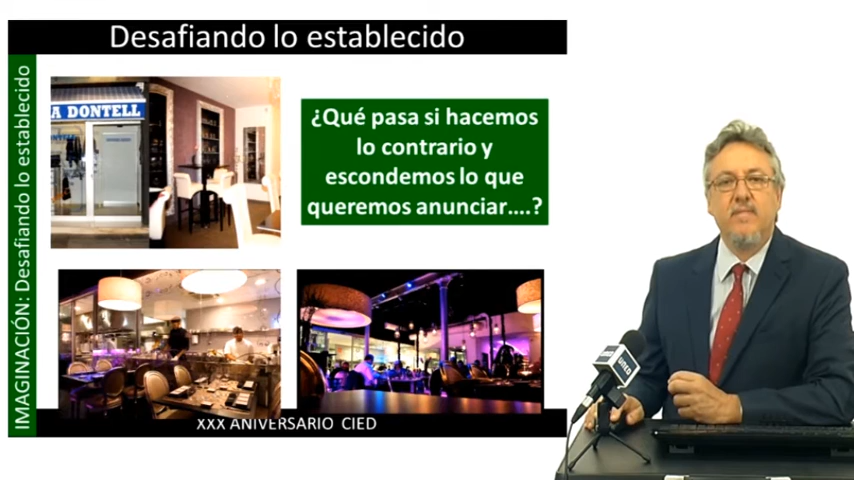 Desafiando lo establecido
IMAGINACIÓN: Desafiando lo establecido
A DONTELL
¿Qué pasa si hacemos
lo contrario y
escondemos lo que
queremos anunciar....?
XXX ANIVERSARIO CIED
UNED